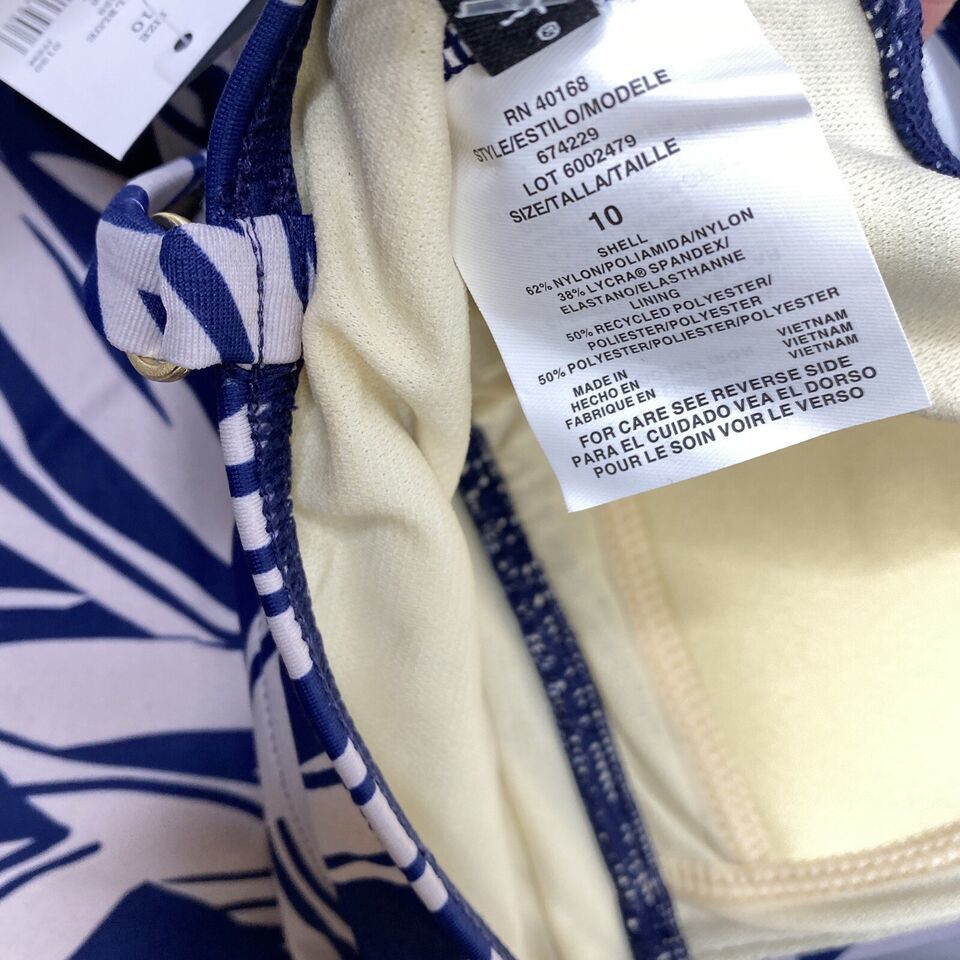 SIZE
10
®
RN 40168
STYLE/ESTILO/MODELE
674229
LOT 6002479
SIZE/TALLA/TAILLE
10
SHELL
62% NYLON/POLIAMIDA/NYLON
38% LYCRA® SPANDEX/
ELASTANO/ELASTHANNE
LINING
50% RECYCLED POLYESTER/
POLIESTER/POLYESTER
50% POLYESTER/POLIESTER/POLYESTER
MADE IN VIETNAM
HECHO EN VIETNAM
FABRIQUE EN VIETNAM
FOR CARE SEE REVERSE SIDE
PARA EL CUIDADO VEA EL DORSO
POUR LE SOIN VOIR LE VERSO